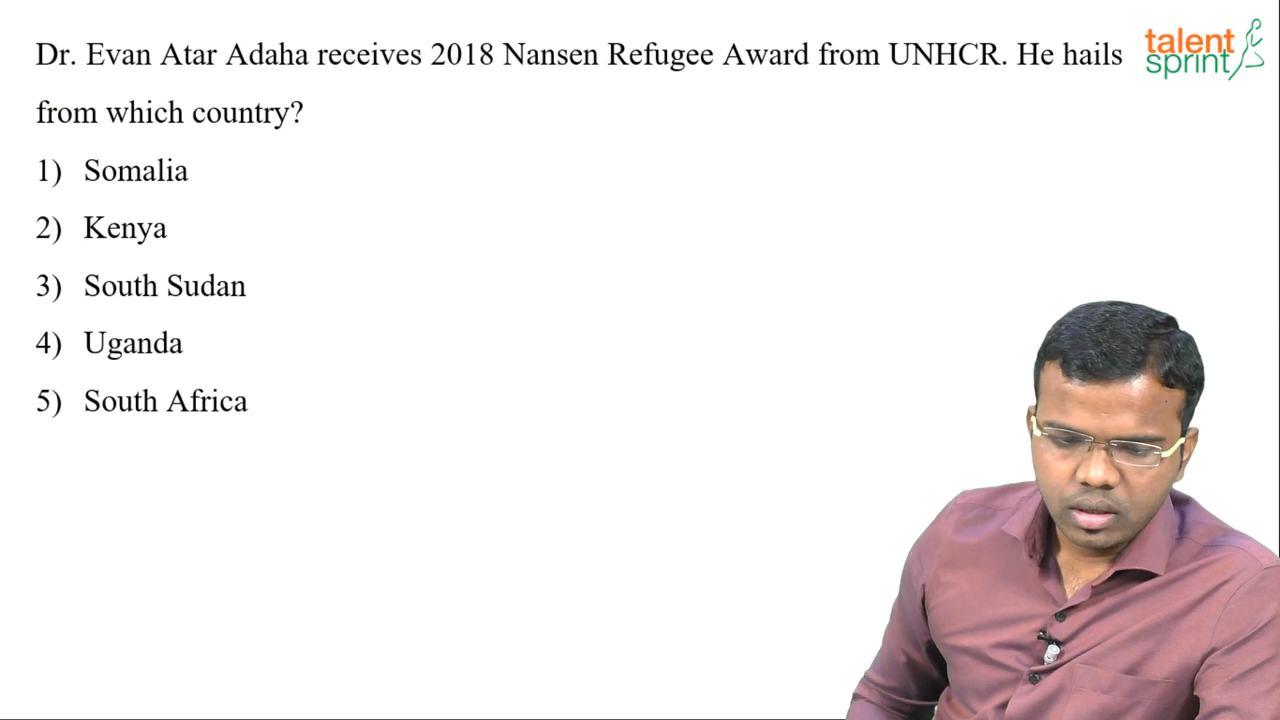 Dr. Evan Atar Adaha receives 2018 Nansen Refugee Award from UNHCR. He hails
from which country?
1) Somalia
2) Kenya
3) South Sudan
4) Uganda
5) South Africa
talent
sprint